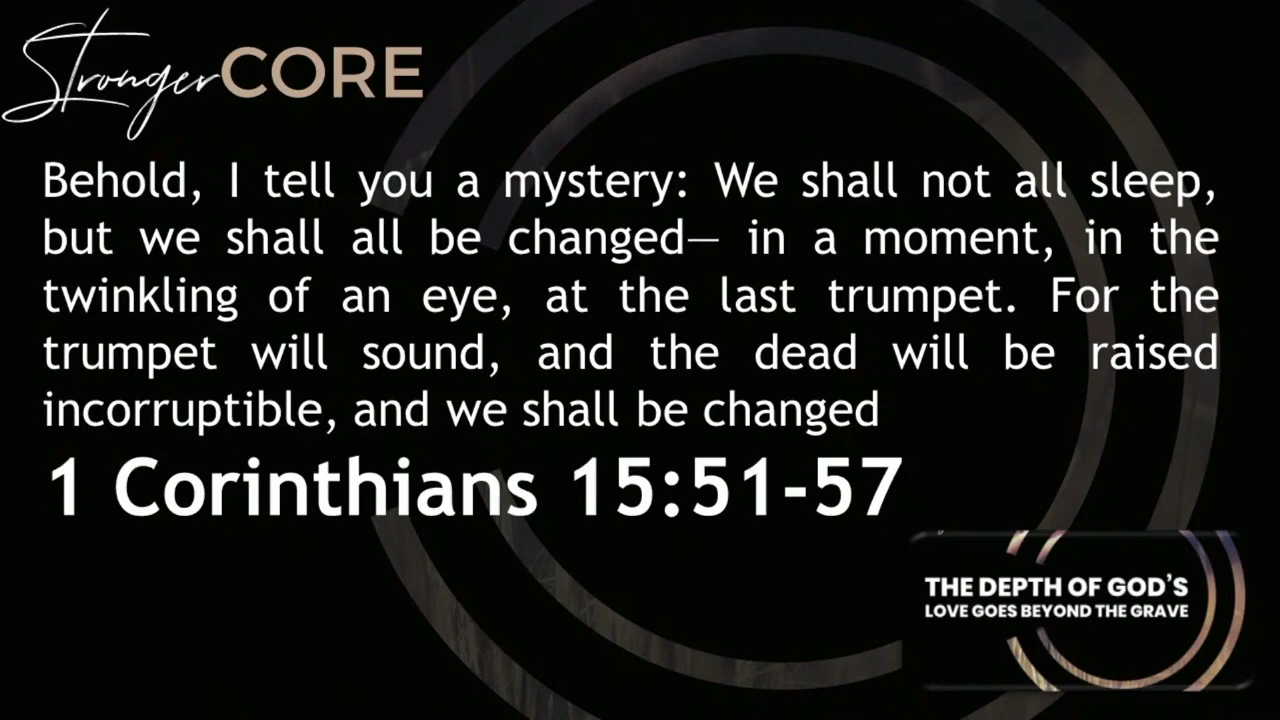 Stronger CORE
Behold, I tell you a mystery: We shall not all sleep,
but we shall all be changed— in a moment, in the
twinkling of an eye, at the last trumpet. For the
trumpet will sound, and the dead will be raised
incorruptible, and we shall be changed
1 Corinthians 15:51-57
THE DEPTH OF GOD'S
LOVE GOES BEYOND THE GRAVE